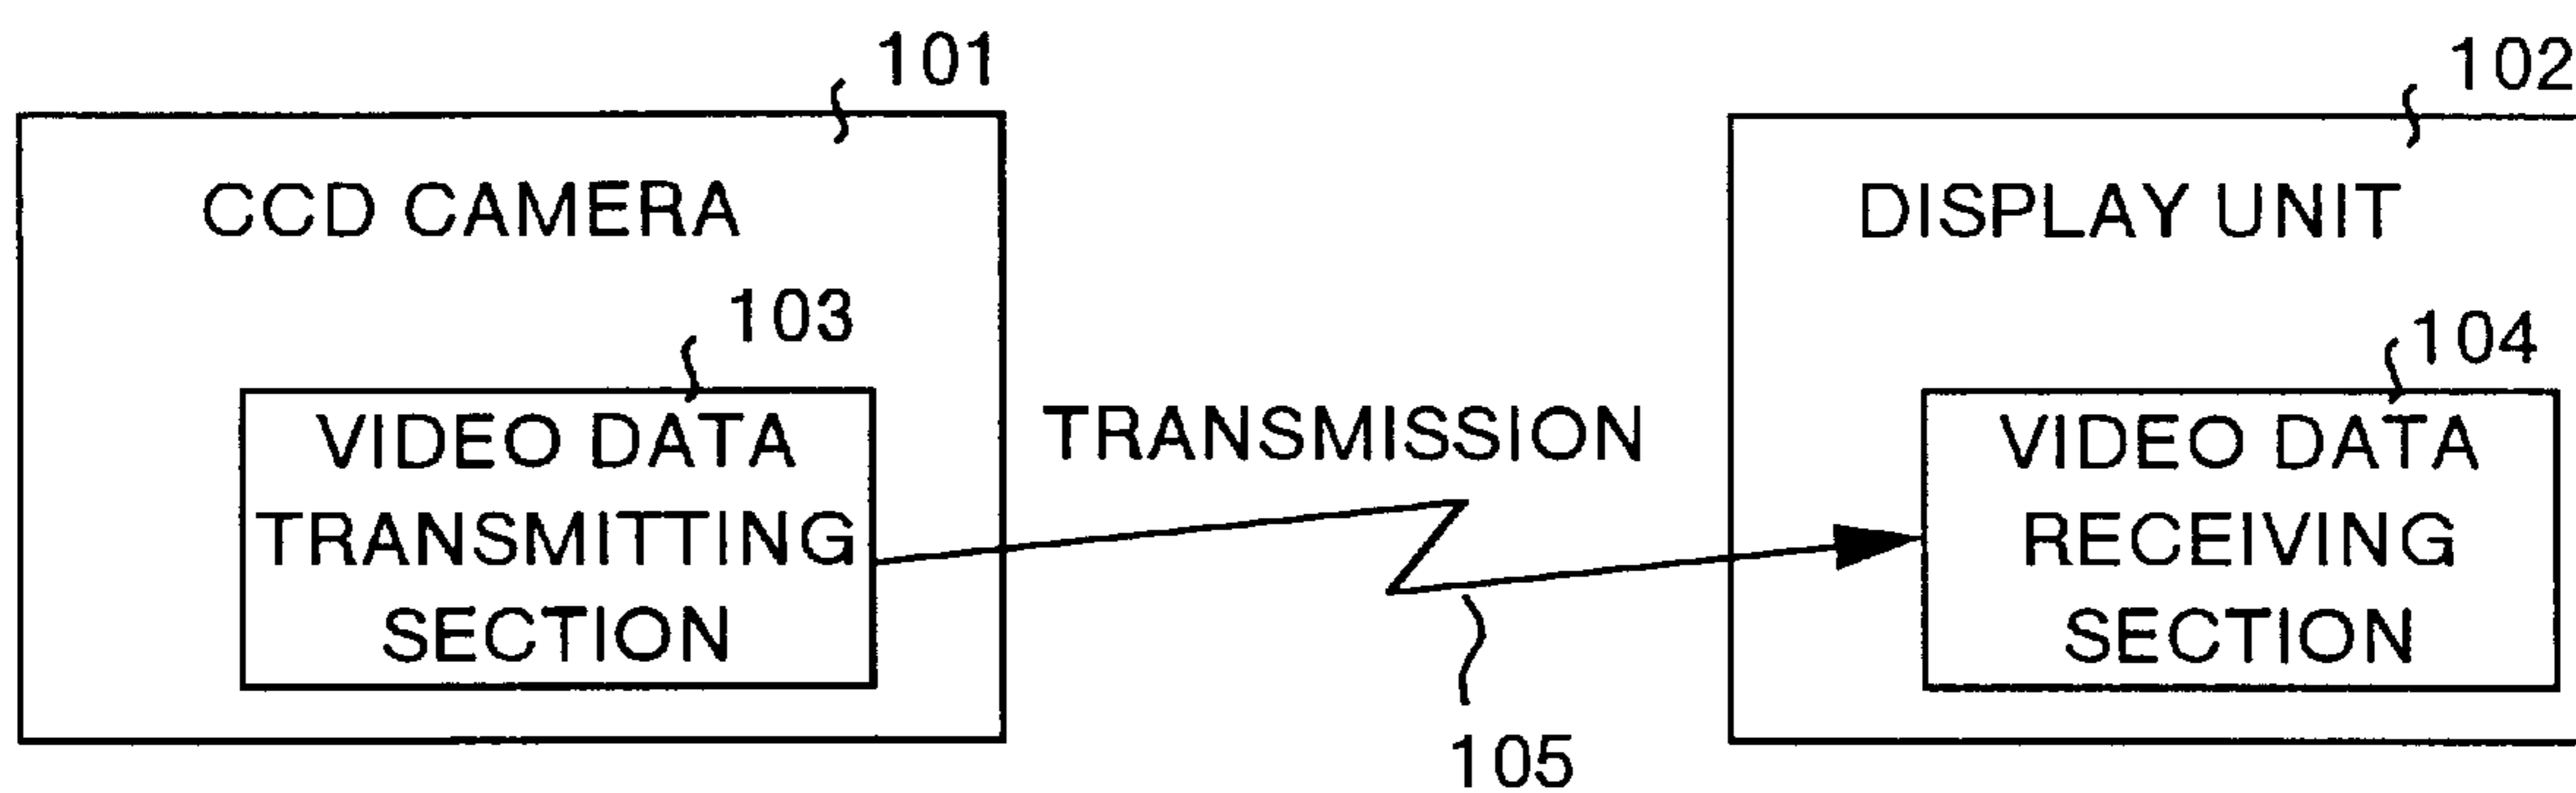 101
102
CCD CAMERA
DISPLAY UNIT
103
104
VIDEO DATA
TRANSMITTING
SECTION
TRANSMISSION
VIDEO DATA
RECEIVING
SECTION
105